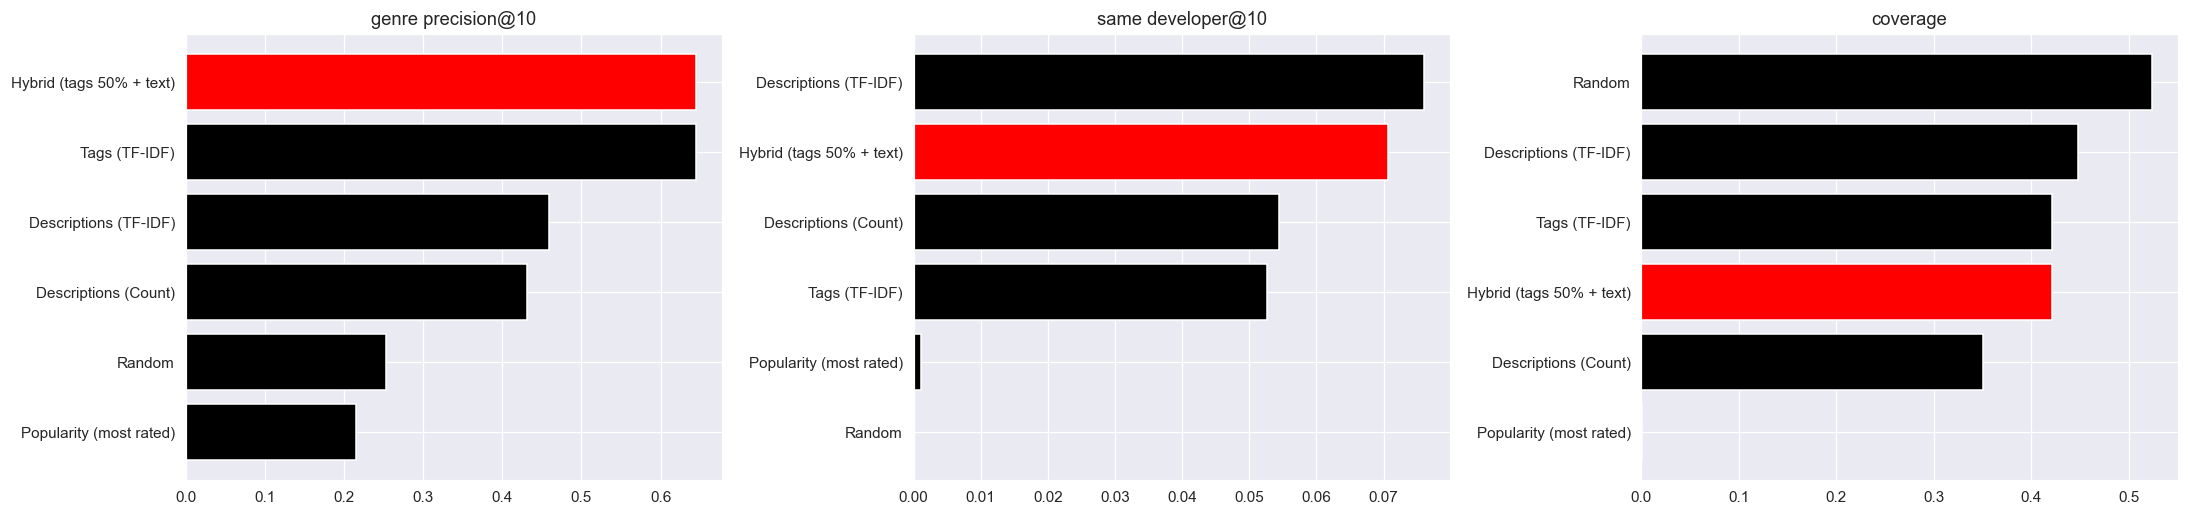 genre precision@10
Hybrid (tags 50% + text)
Tags (TF-IDF)
Descriptions (TF-IDF)
Descriptions (Count)
Random
Popularity (most rated)
0.0 0.1 0.2 0.3 0.4 0.5 0.6
same developer@10
Descriptions (TF-IDF)
Hybrid (tags 50% + text)
Descriptions (Count)
Tags (TF-IDF)
Popularity (most rated)
Random
0.00 0.01 0.02 0.03 0.04 0.05 0.06 0.07
coverage
Random
Descriptions (TF-IDF)
Tags (TF-IDF)
Hybrid (tags 50% + text)
Descriptions (Count)
Popularity (most rated)
0.0 0.1 0.2 0.3 0.4 0.5